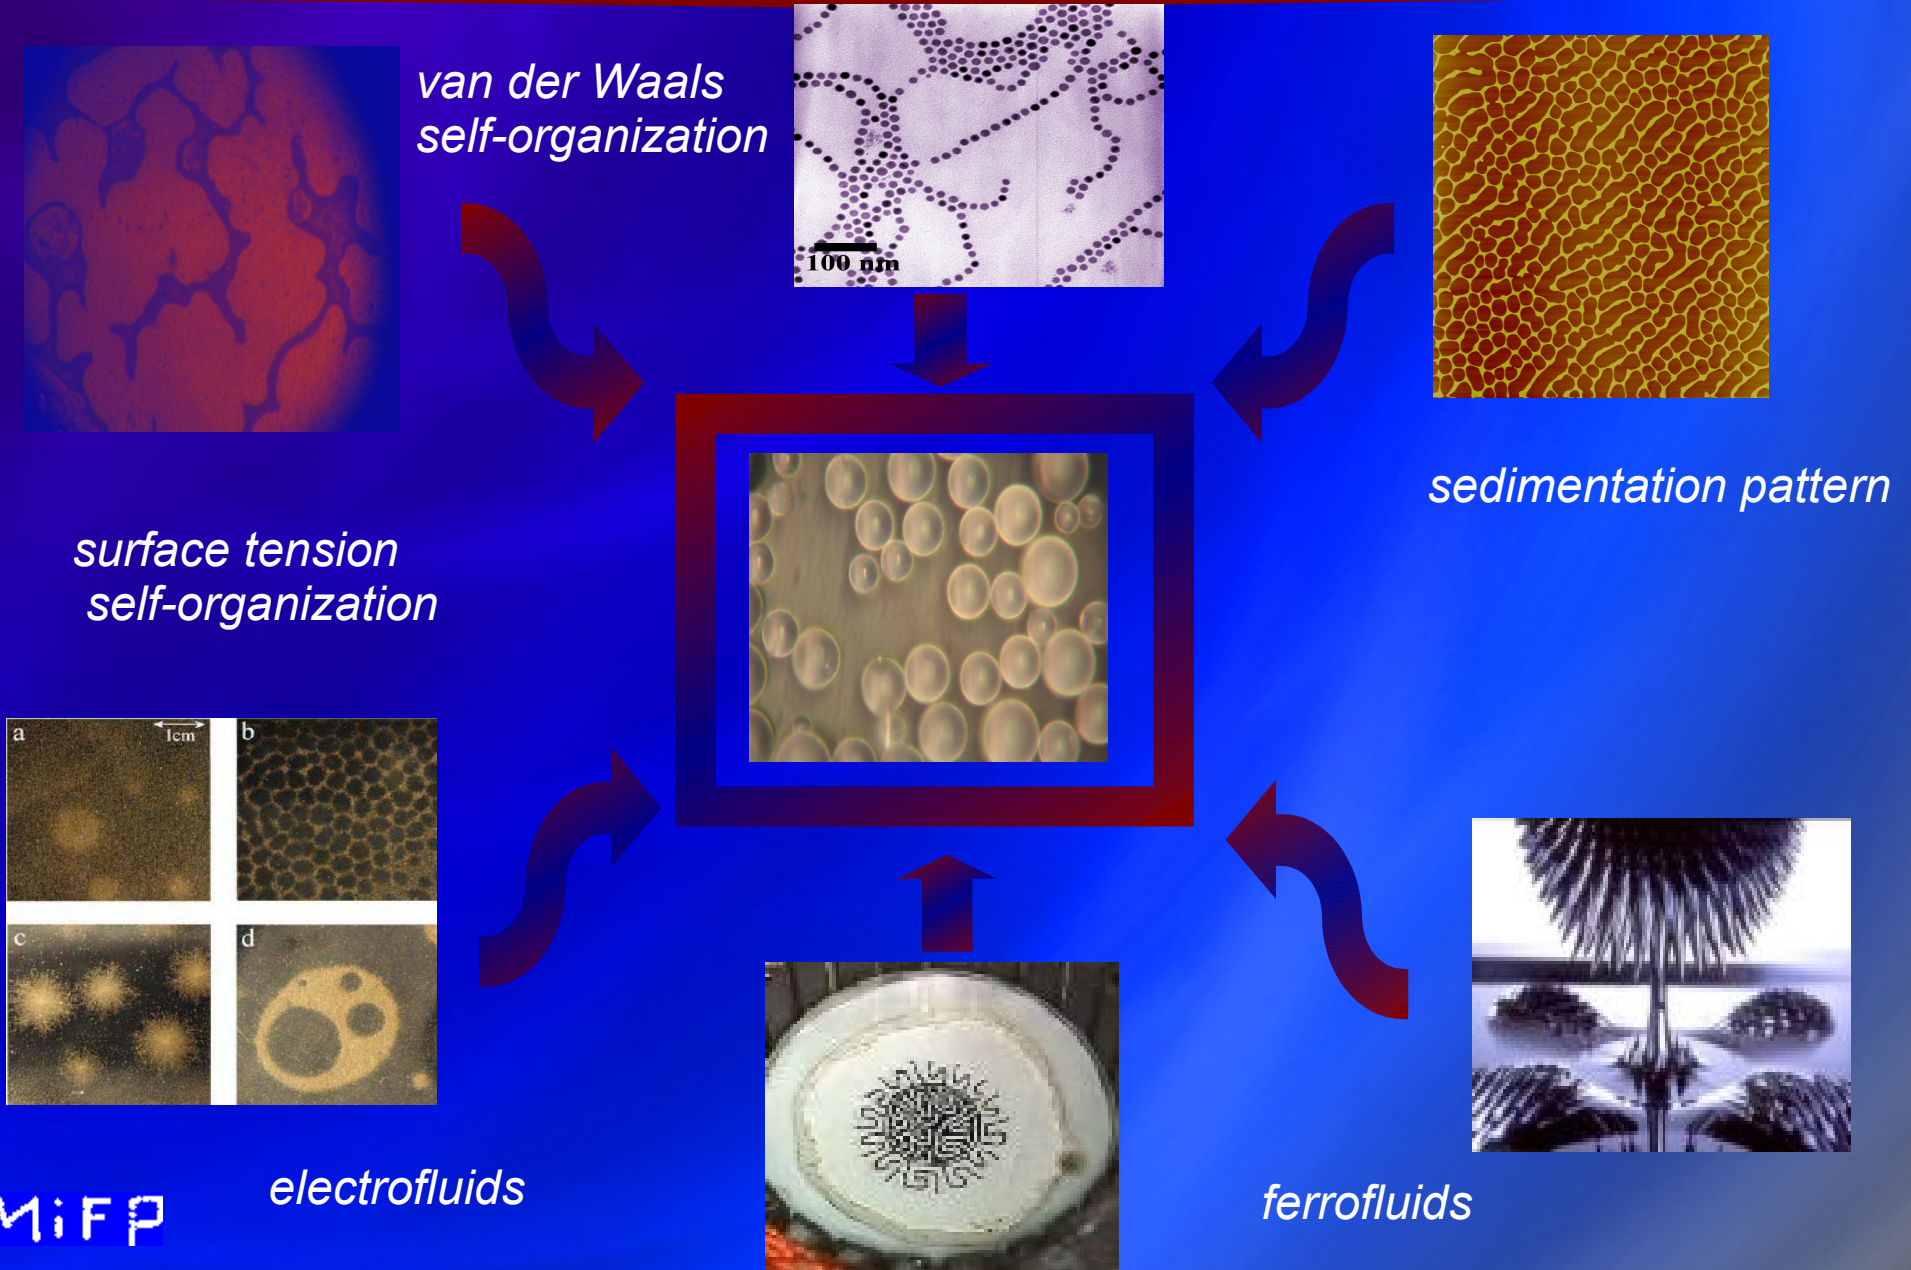 van der Waals
self-organization
100 nm
sedimentation pattern
surface tension
self-organization
a
1cm
b
c
d
electrofluids
ferrofluids
MiFP